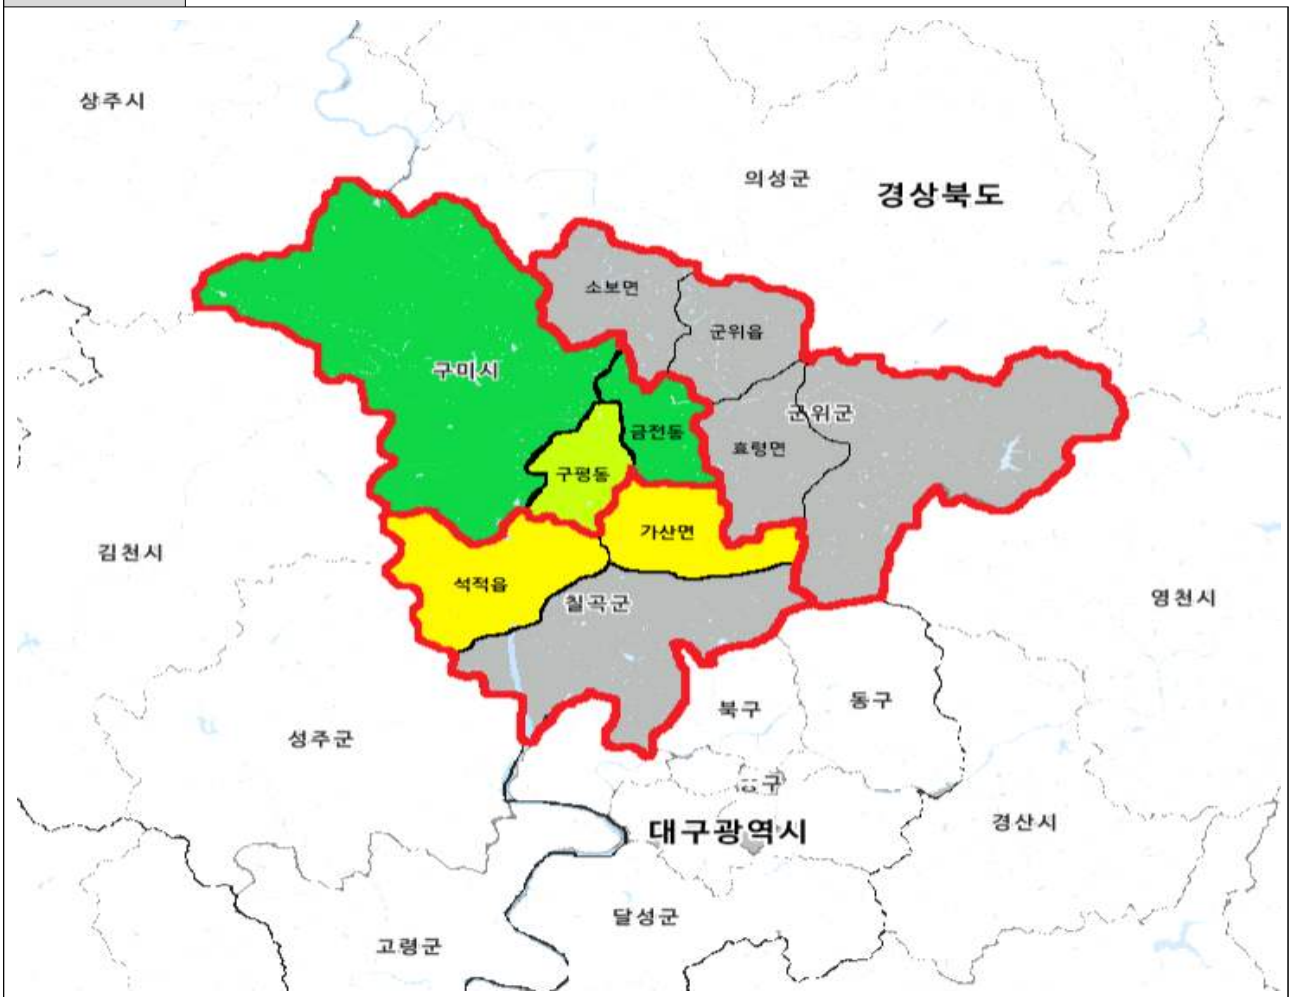 상주시
의성군
경상북도
소보면
군위읍
구미시
군위군
금전동
효령면
구평동
가산면
김천시
석적읍
칠곡군
영천시
동구
북구
성주군
구
대구광역시
경산시
달성군
고령군